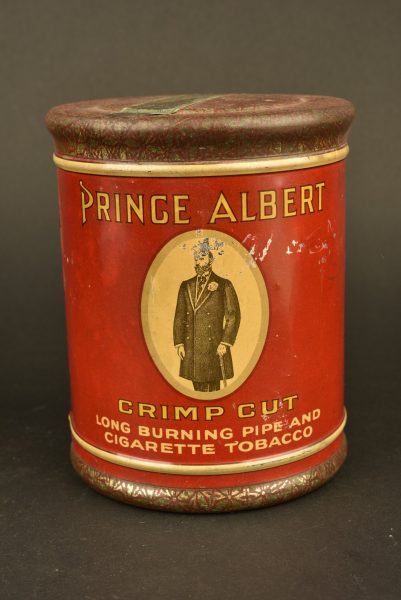 PRINCE ALBERT
CRIMP CUT
LONG BURNING PIPE AND
CIGARETTE TOBACCO